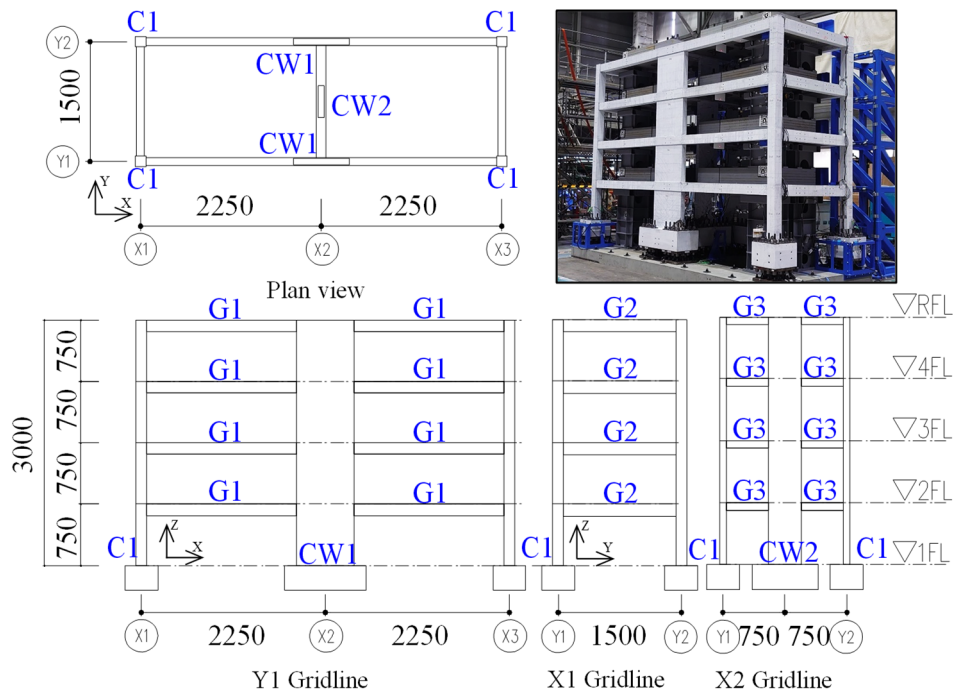 C1 C1
Y2
CW1
1500
CW2
CW1
Y1
C1 C1
Y
X
2250 2250
X1 X2 X3
Plan view
G1 G1
G1 G1
G1 G1
G1 G1
750
750
750
750
3000
Z
X
C1 CW1 C1
X1 2250 X2 2250 X3
Y1 Gridline
G2
G2
G2
G2
Z
Y
Y1 1500 Y2
X1 Gridline
G3 G3 ▽RFL
G3 G3 ▽4FL
G3 G3 ▽3FL
G3 G3 ▽2FL
C1 CW2 C1 ▽1FL
Y1 750 750 Y2
X2 Gridline